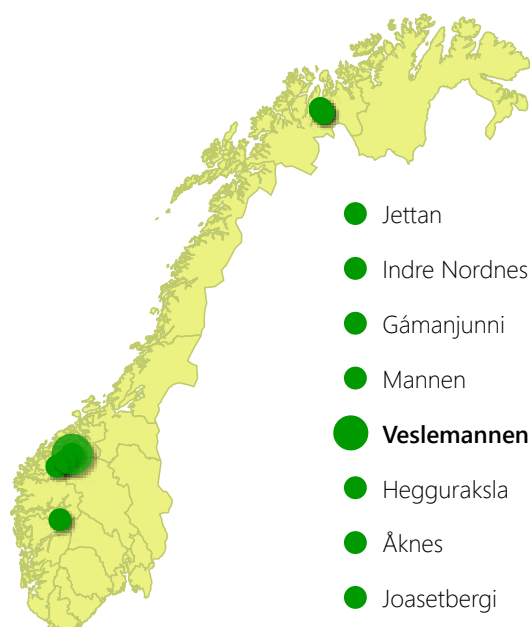 Jettan
Indre Nordnes
Gámanjunni
Mannen
Veslemannen
Hegguraksla
Åknes
Joasetbergi